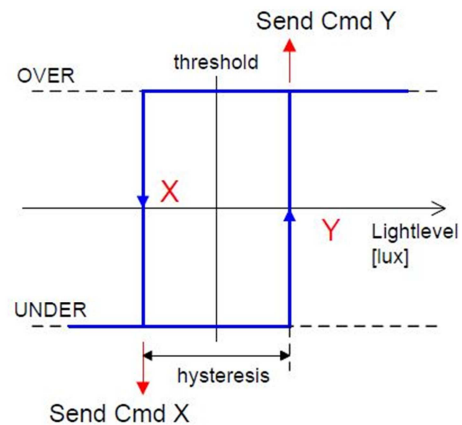 Send Cmd Y
OVER
threshold
X
Y
Lightlevel
[lux]
UNDER
hysteresis
Send Cmd X